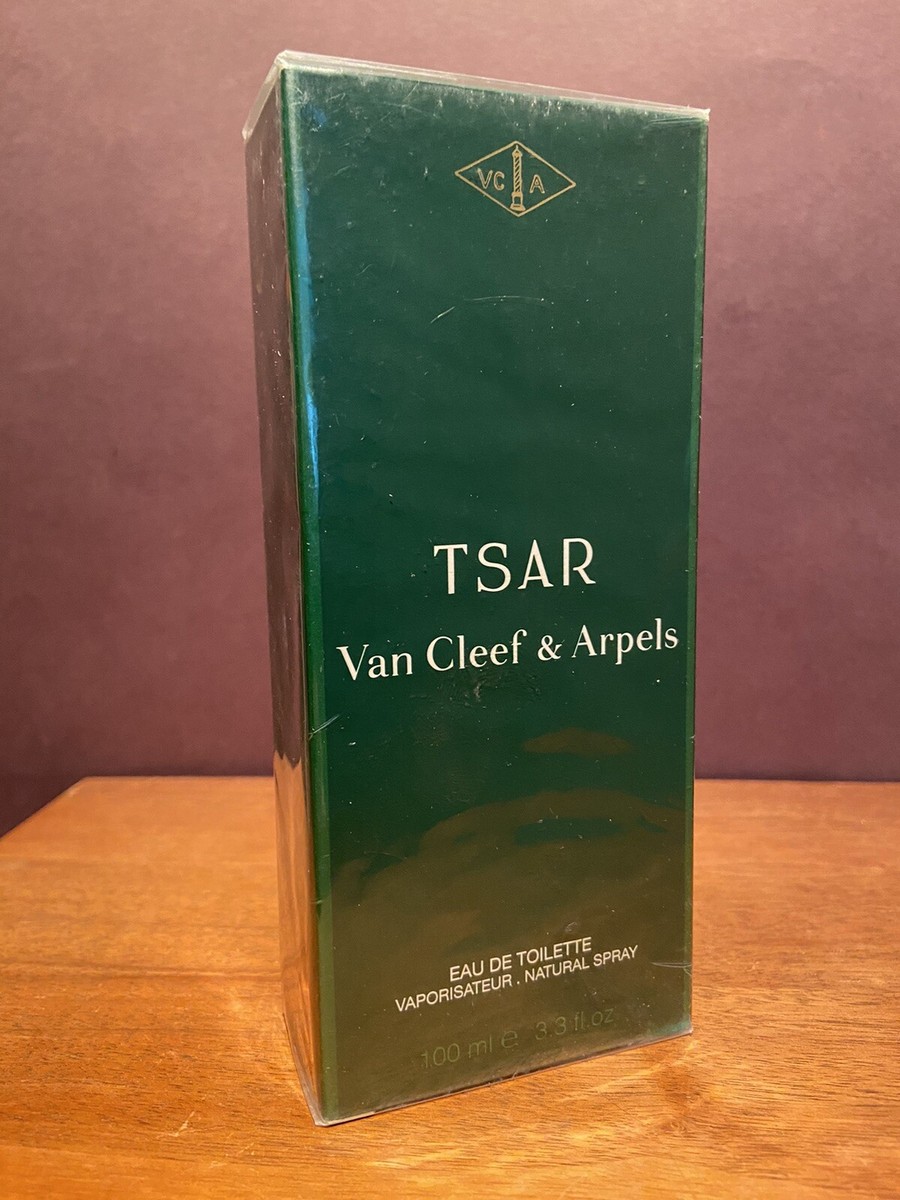 VC A
TSAR
Van Cleef & Arpels
EAU DE TOILETTE
VAPORISATEUR . NATURAL SPRAY
100 ml e 3.3 fl.oz